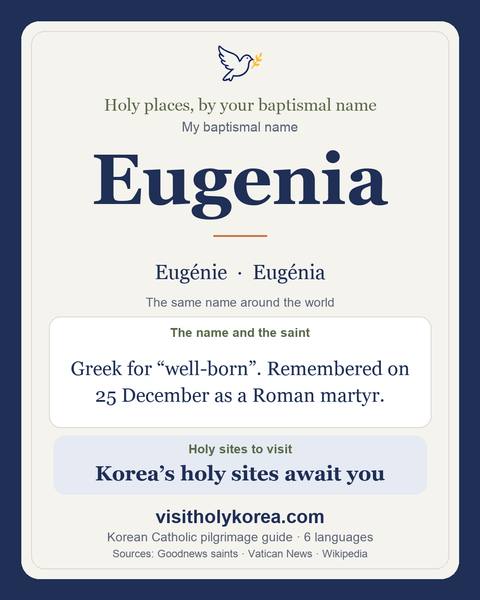 Holy places, by your baptismal name
My baptismal name
Eugenia
Eugénie · Eugénia
The same name around the world
The name and the saint
Greek for “well-born”. Remembered on
25 December as a Roman martyr.
Holy sites to visit
Korea’s holy sites await you
visitholykorea.com
Korean Catholic pilgrimage guide · 6 languages
Sources: Goodnews saints · Vatican News · Wikipedia